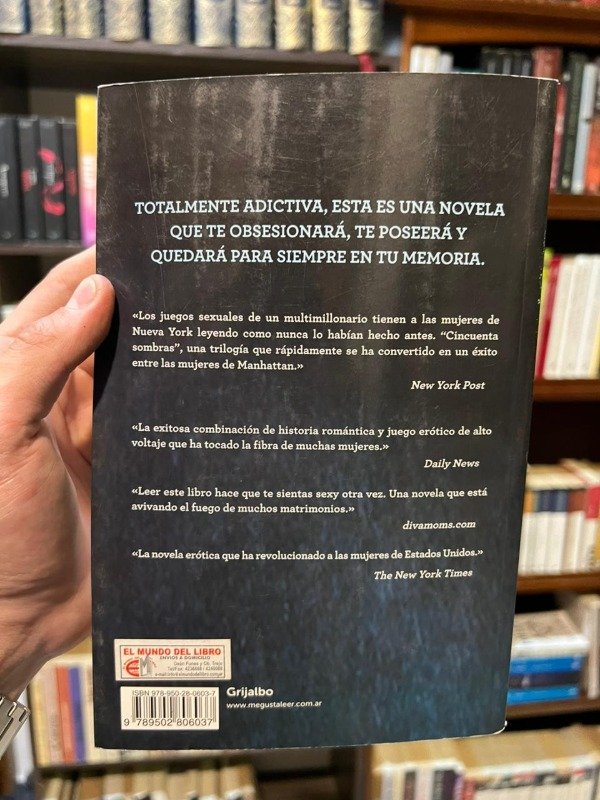 TOTALMENTE ADICTIVA, ESTA ES UNA NOVELA
QUE TE OBSESIONARÁ, TE POSEERÁ Y
QUEDARÁ PARA SIEMPRE EN TU MEMORIA.
«Los juegos sexuales de un multimillonario tienen a las mujeres de
Nueva York leyendo como nunca lo habían hecho antes. “Cincuenta
sombras”, una trilogía que rápidamente se ha convertido en un éxito
entre las mujeres de Manhattan.»
New York Post
«La exitosa combinación de historia romántica y juego erótico de alto
voltaje que ha tocado la fibra de muchas mujeres.»
Daily News
«Leer este libro hace que te sientas sexy otra vez. Una novela que está
avivando el fuego de muchos matrimonios.»
divamoms.com
«La novela erótica que ha revolucionado a las mujeres de Estados Unidos.»
The New York Times
EL MUNDO DEL LIBRO
ENVIOS A DOMICILIO
Deán Funes y Ob. Trejo
ISBN 978-950-28-0603-7
9 789502 806037
Grijalbo
www.megustaleer.com.ar